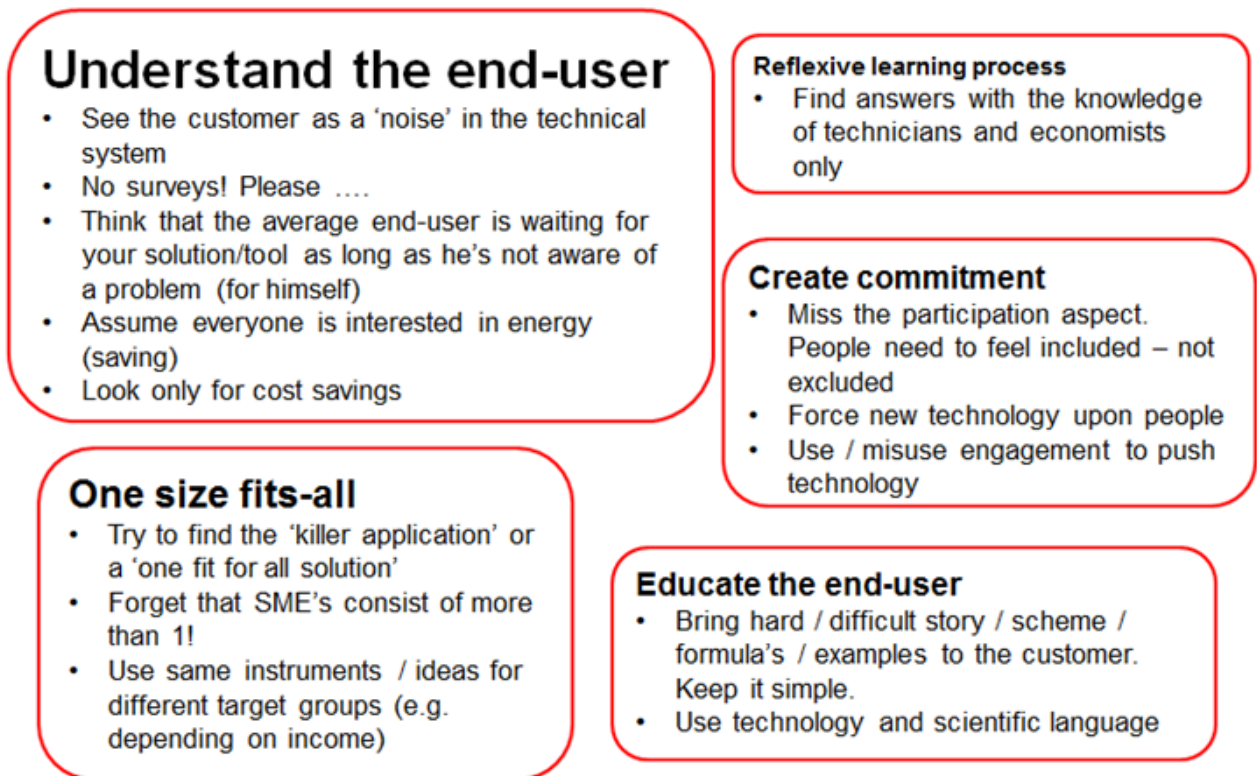 Understand the end-user
• See the customer as a ‘noise’ in the technical
system
• No surveys! Please ….
• Think that the average end-user is waiting for
your solution/tool as long as he’s not aware of
a problem (for himself)
• Assume everyone is interested in energy
(saving)
• Look only for cost savings
Reflexive learning process
• Find answers with the knowledge
of technicians and economists
only
Create commitment
• Miss the participation aspect.
People need to feel included – not
excluded
• Force new technology upon people
• Use / misuse engagement to push
technology
One size fits-all
• Try to find the ‘killer application’ or
a ‘one fit for all solution’
• Forget that SME’s consist of more
than 1!
• Use same instruments / ideas for
different target groups (e.g.
depending on income)
Educate the end-user
• Bring hard / difficult story / scheme /
formula’s / examples to the customer.
Keep it simple.
• Use technology and scientific language